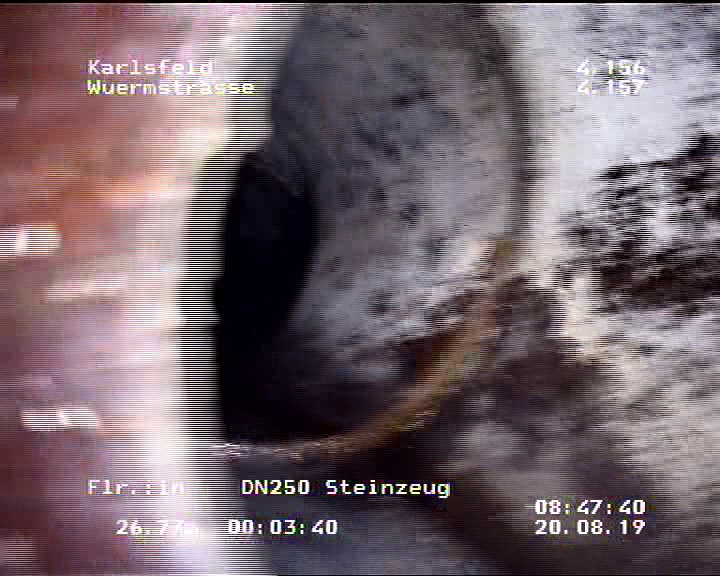 Karlsfeld 4.156
Wuermstrasse 4.157
Flr.:in DN250 Steinzeug
08:47:40
26.77m 00:03:40 20.08.19